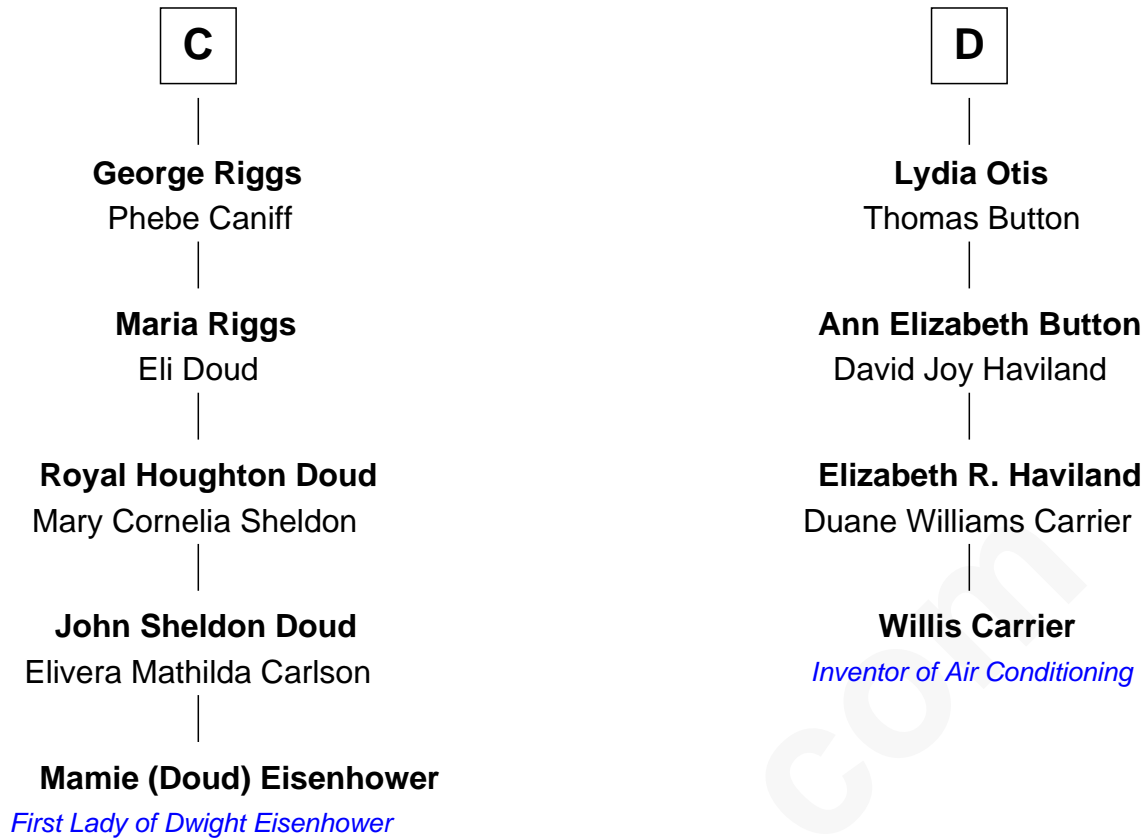 C
George Riggs
Phebe Caniff
Maria Riggs
Eli Doud
Royal Houghton Doud
Mary Cornelia Sheldon
John Sheldon Doud
Elivera Mathilda Carlson
Mamie (Doud) Eisenhower
First Lady of Dwight Eisenhower
D
Lydia Otis
Thomas Button
Ann Elizabeth Button
David Joy Haviland
Elizabeth R. Haviland
Duane Williams Carrier
Willis Carrier
Inventor of Air Conditioning
com